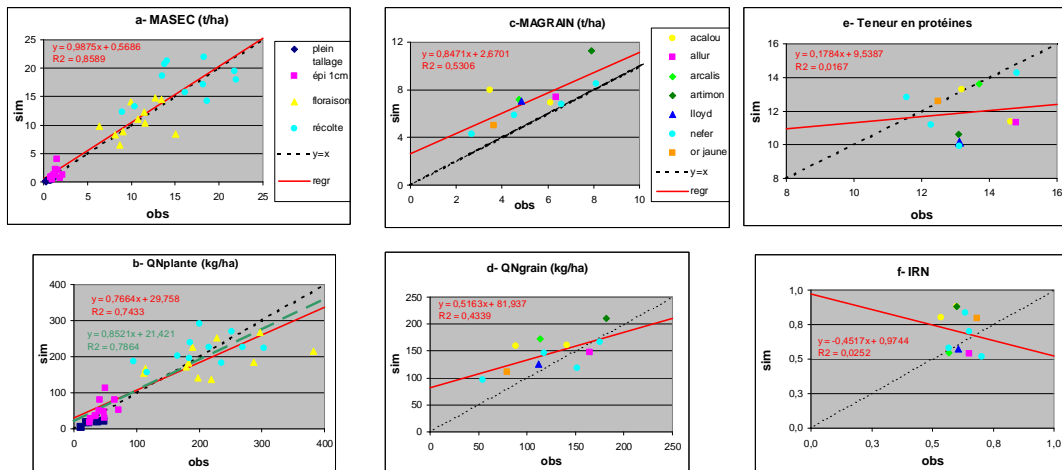 a- MASEC (t/ha)
y = 0,9875x + 0,5686
R2 = 0,8589
25
20
15
10
5
0
sim
0 5 10 15 20 25
obs
plein tallage
épi 1cm
floraison
récolte
y=x
regr
c-MAGRAIN (t/ha)
y = 0,8471x + 2,6701
R2 = 0,5306
12
8
4
0
sim
0 2 4 6 8 10
obs
acalou
allur
arcalis
artimon
lloyd
nefer
or jaune
y=x
regr
e- Teneur en protéines
y = 0,1784x + 9,5387
R2 = 0,0167
16
14
12
10
8
sim
8 10 12 14 16
obs
b- QNplante (kg/ha)
y = 0,7664x + 29,758
R2 = 0,7433
y = 0,8521x + 21,421
R2 = 0,7864
400
300
200
100
0
sim
0 100 200 300 400
obs
d- QNgrain (kg/ha)
y = 0,5163x + 81,937
R2 = 0,4339
250
200
150
100
50
0
sim
0 50 100 150 200 250
obs
f- IRN
y = -0,4517x + 0,9744
R2 = 0,0252
1,0
0,8
0,5
0,3
0,0
sim
0,0 0,3 0,5 0,8 1,0
obs